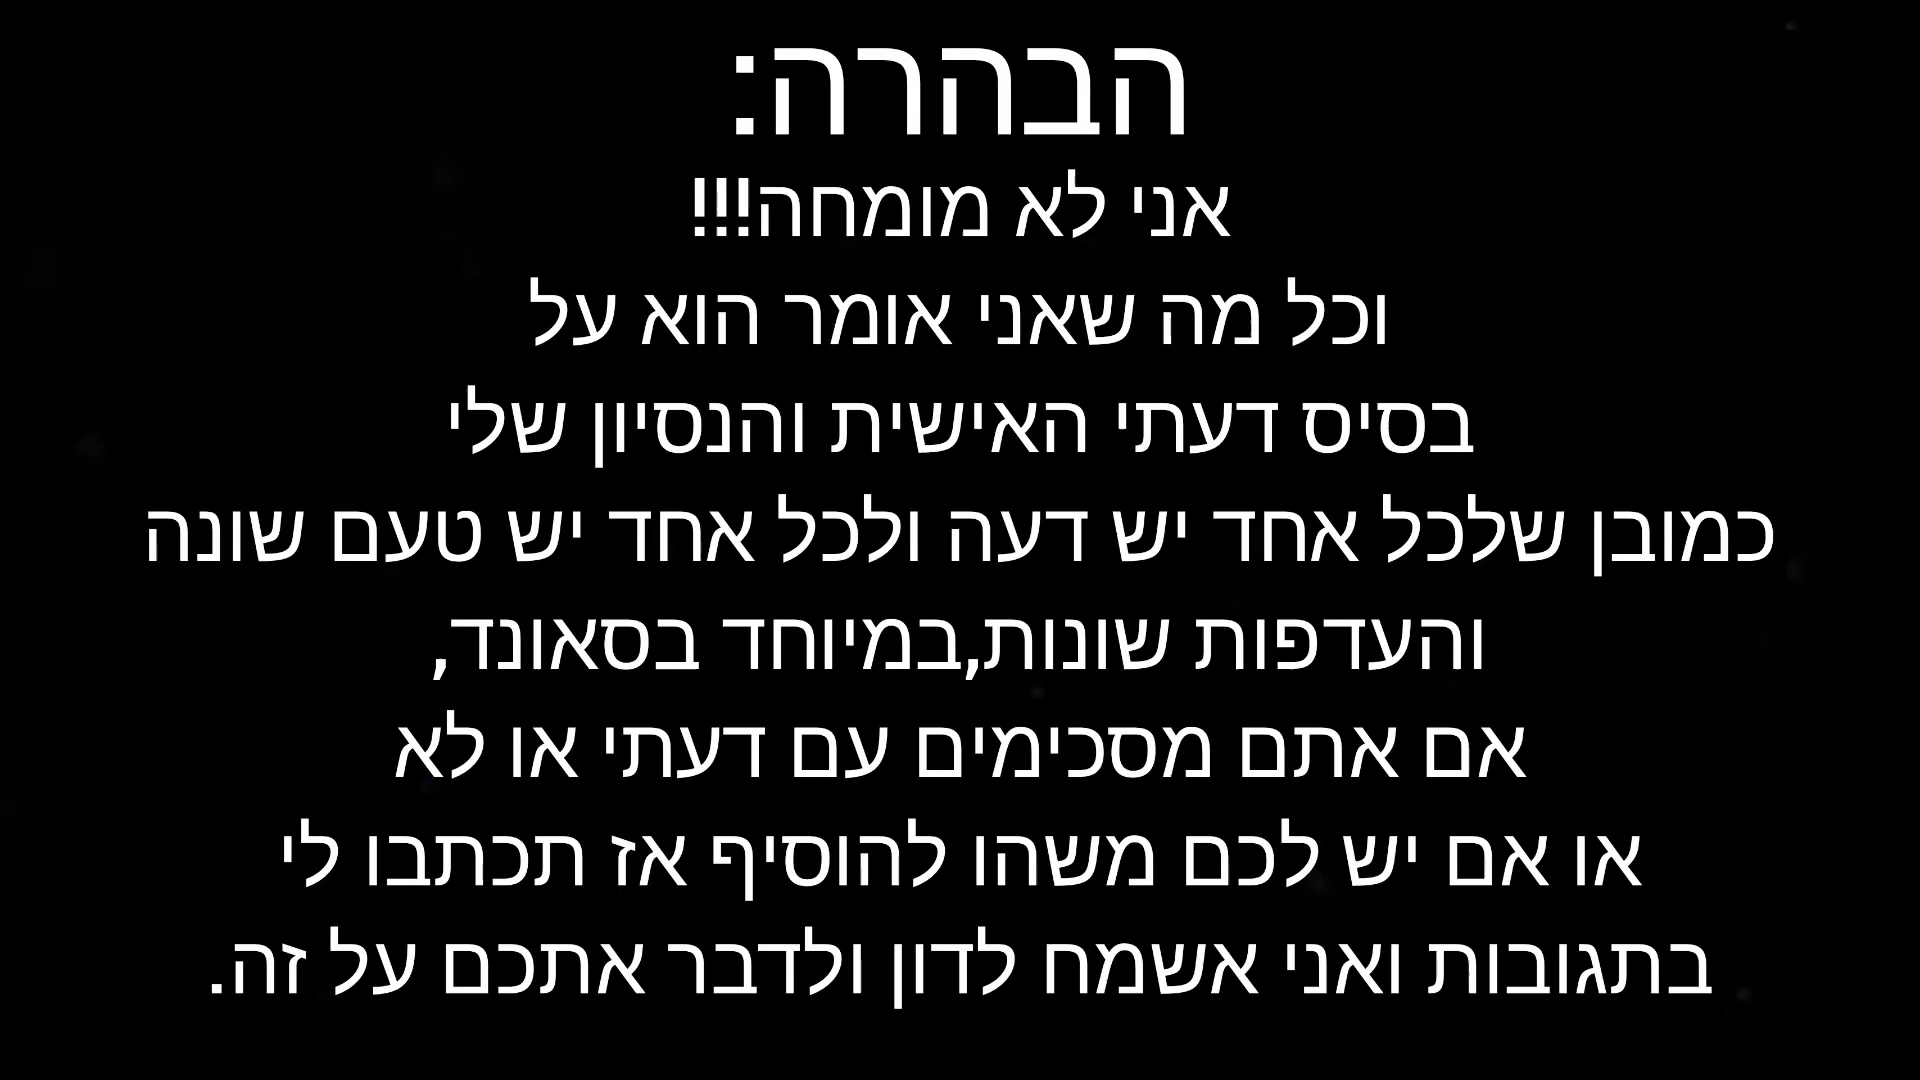 הבהרה:
אני לא מומחה!!!
וכל מה שאני אומר הוא על
בסיס דעתי האישית והנסיון שלי
כמובן שלכל אחד יש דעה ולכל אחד יש טעם שונה
והעדפות שונות,במיוחד בסאונד,
אם אתם מסכימים עם דעתי או לא
או אם יש לכם משהו להוסיף אז תכתבו לי
בתגובות ואני אשמח לדון ולדבר אתכם על זה.